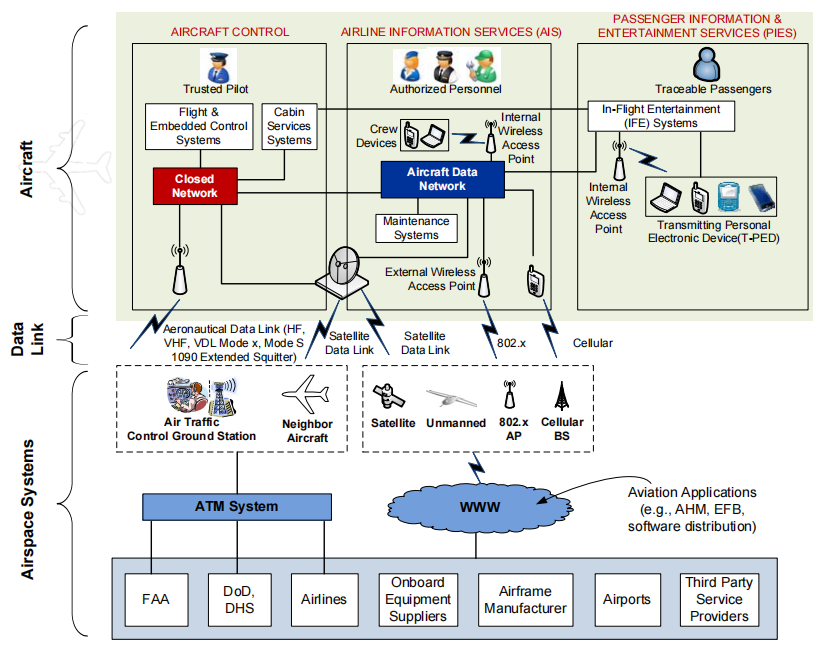 AIRCRAFT CONTROL
AIRLINE INFORMATION SERVICES (AIS)
PASSENGER INFORMATION &
ENTERTAINMENT SERVICES (PIES)
Trusted Pilot
Authorized Personnel
Traceable Passengers
Flight &
Embedded Control
Systems
Cabin
Services
Systems
Crew
Devices
Internal
Wireless
Access
Point
In-Flight Entertainment
(IFE) Systems
Closed
Network
Aircraft Data
Network
Internal
Wireless
Access
Point
Maintenance
Systems
Transmitting Personal
Electronic Device(T-PED)
External Wireless
Access Point
Aircraft
Data
Link
Aeronautical Data Link (HF,
VHF, VDL Mode x, Mode S
1090 Extended Squitter)
Satellite
Data Link
Satellite
Data Link
802.x
Cellular
Airspace Systems
Air Traffic
Control Ground Station
Neighbor
Aircraft
Satellite
Unmanned
802.x
AP
Cellular
BS
ATM System
WWW
Aviation Applications
(e.g., AHM, EFB,
software distribution)
FAA
DoD,
DHS
Airlines
Onboard
Equipment
Suppliers
Airframe
Manufacturer
Airports
Third Party
Service
Providers